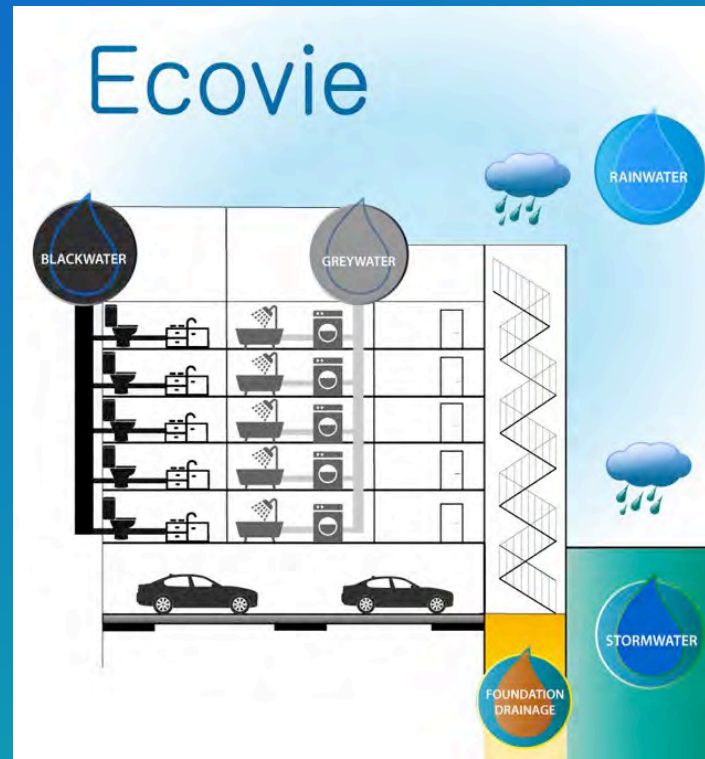 Ecovie
RAINWATER
BLACKWATER
GREYWATER
STORMWATER
FOUNDATION
DRAINAGE